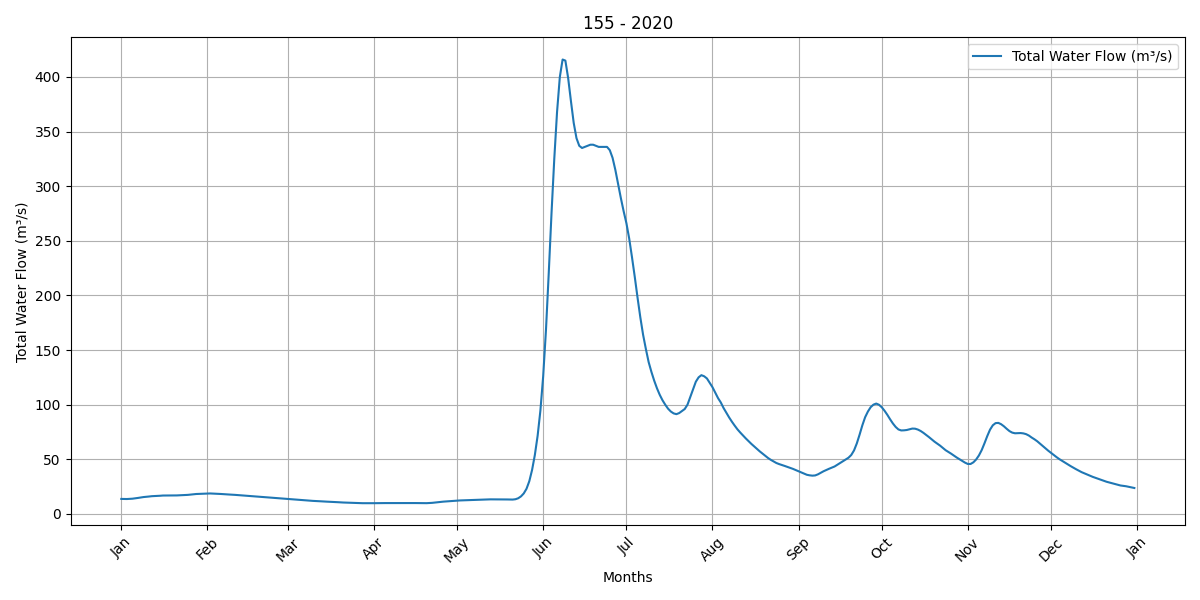 155 - 2020
Total Water Flow (m³/s)
Total Water Flow (m³/s)
400
350
300
250
200
150
100
50
0
Jan
Feb
Mar
Apr
May
Jun
Jul
Aug
Sep
Oct
Nov
Dec
Jan
Months